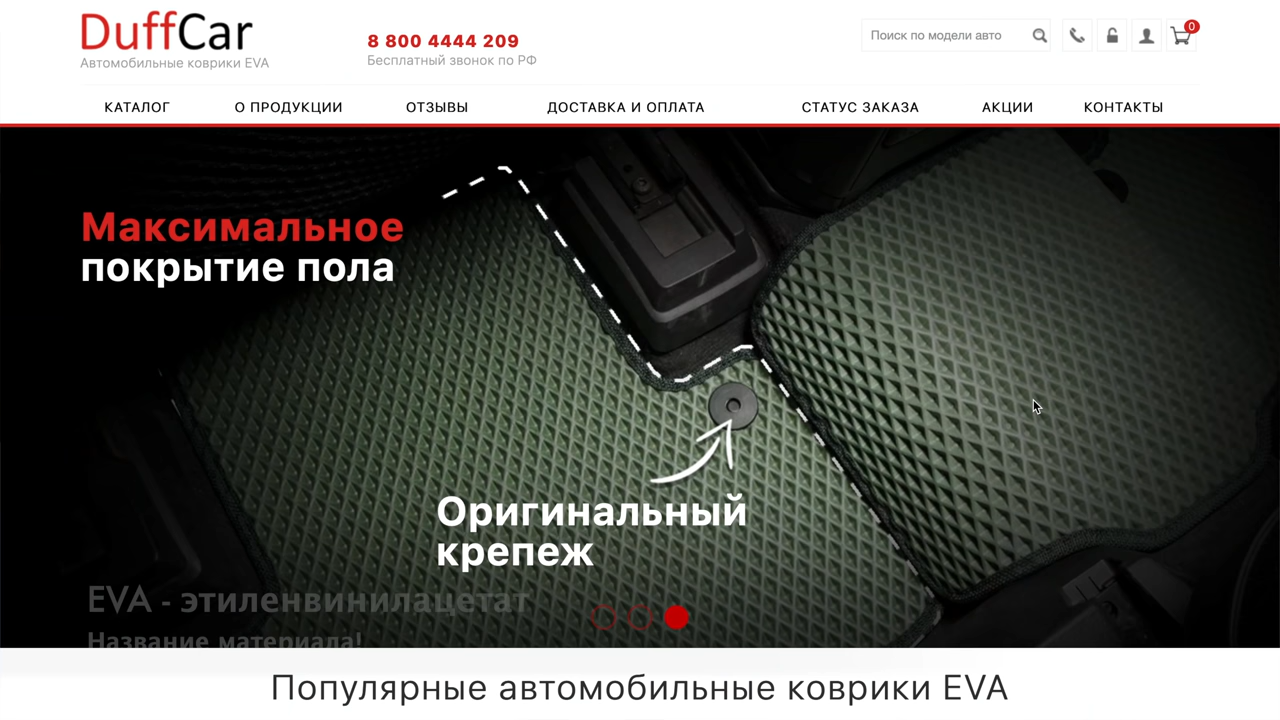 DuffCar
Автомобильные коврики EVA
8 800 4444 209
Бесплатный звонок по РФ
Поиск по модели авто
0
КАТАЛОГ
О ПРОДУКЦИИ
ОТЗЫВЫ
ДОСТАВКА И ОПЛАТА
СТАТУС ЗАКАЗА
АКЦИИ
КОНТАКТЫ
Максимальное
покрытие пола
Оригинальный
крепеж
EVA - этиленвинилацетат
Название материала!
Популярные автомобильные коврики EVA